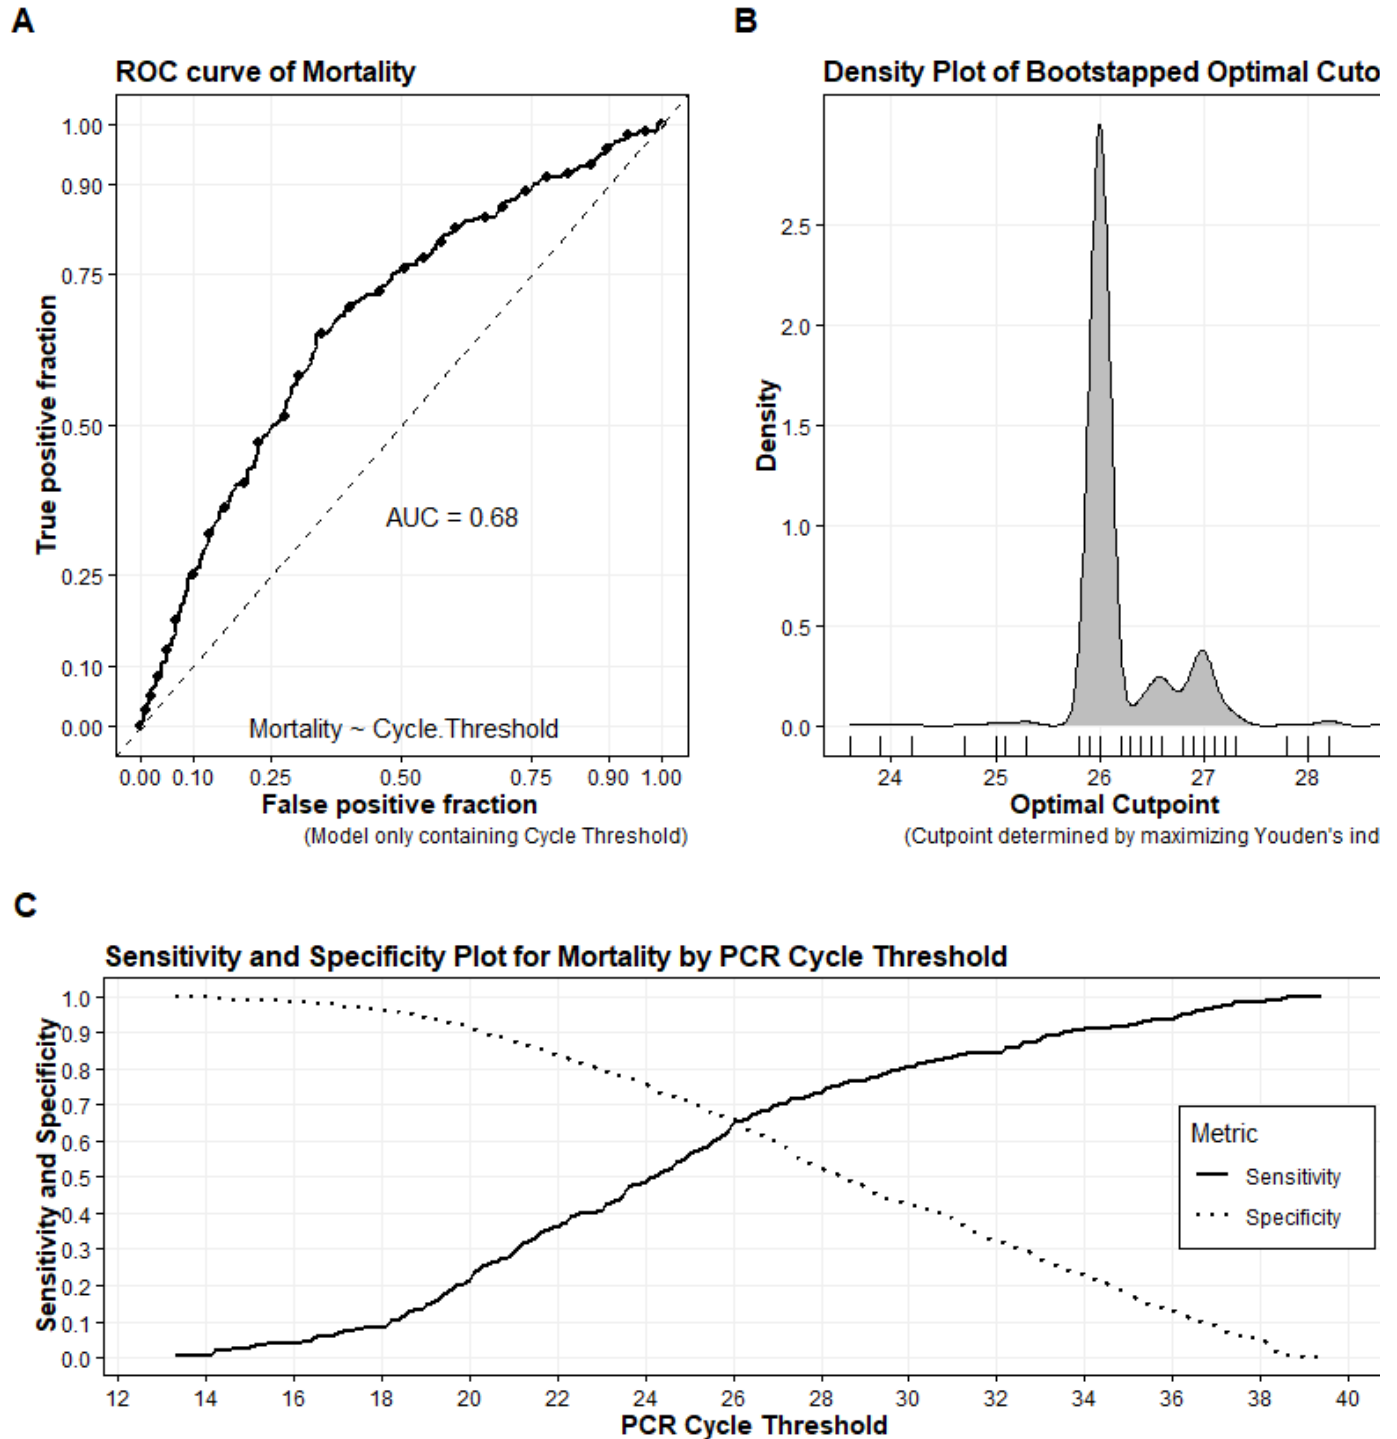 A
ROC curve of Mortality
True positive fraction
1.00
0.90
0.75
0.50
0.25
0.10
0.00
AUC = 0.68
Mortality ~ Cycle.Threshold
0.00 0.10 0.25 0.50 0.75 0.90 1.00
False positive fraction
(Model only containing Cycle Threshold)
B
Density Plot of Bootstapped Optimal Cuto
Density
2.5
2.0
1.5
1.0
0.5
0.0
24 25 26 27 28
Optimal Cutpoint
(Cutpoint determined by maximizing Youden's ind
C
Sensitivity and Specificity Plot for Mortality by PCR Cycle Threshold
Sensitivity and Specificity
1.0
0.9
0.8
0.7
0.6
0.5
0.4
0.3
0.2
0.1
0.0
Metric
Sensitivity
Specificity
12 14 16 18 20 22 24 26 28 30 32 34 36 38 40
PCR Cycle Threshold